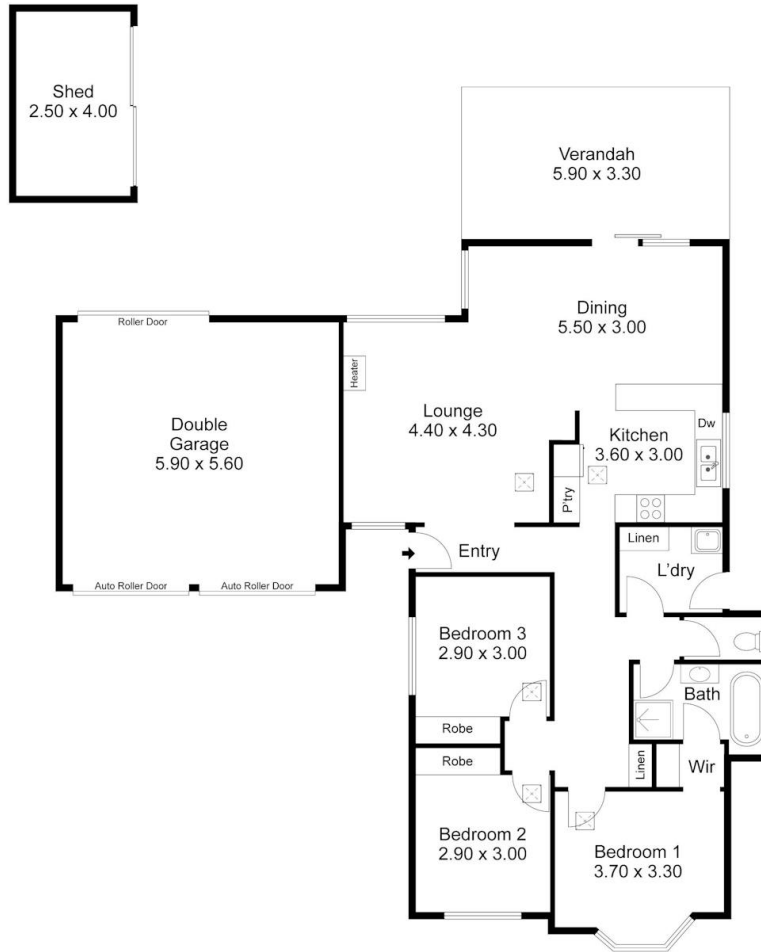 Shed
2.50 x 4.00
Verandah
5.90 x 3.30
Roller Door
Dining
5.50 x 3.00
Heater
Double
Garage
5.90 x 5.60
Lounge
4.40 x 4.30
Kitchen
3.60 x 3.00
Dw
P'try
Auto Roller Door
Auto Roller Door
Entry
Linen
L'dry
Bedroom 3
2.90 x 3.00
Robe
Bath
Robe
Linen
Wir
Bedroom 2
2.90 x 3.00
Bedroom 1
3.70 x 3.30